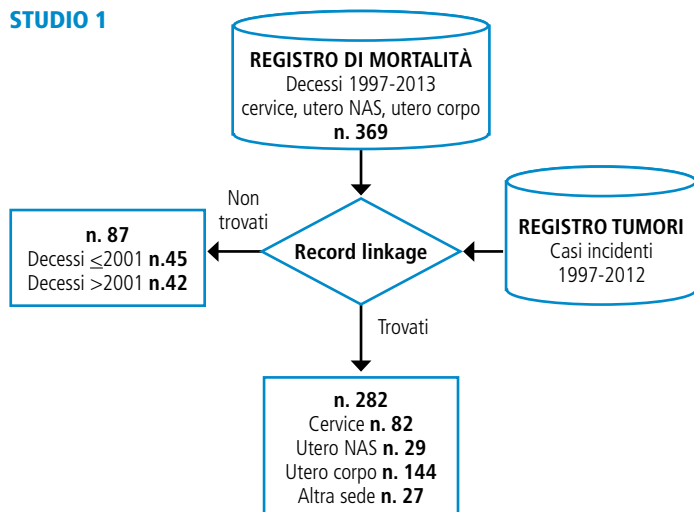 STUDIO 1
REGISTRO DI MORTALITÀ
Decessi 1997-2013
cervice, utero NAS, utero corpo
n. 369
Non
trovati
n. 87
Decessi ≤2001 n.45
Decessi >2001 n.42
Record linkage
REGISTRO TUMORI
Casi incidenti
1997-2012
Trovati
n. 282
Cervice n. 82
Utero NAS n. 29
Utero corpo n. 144
Altra sede n. 27